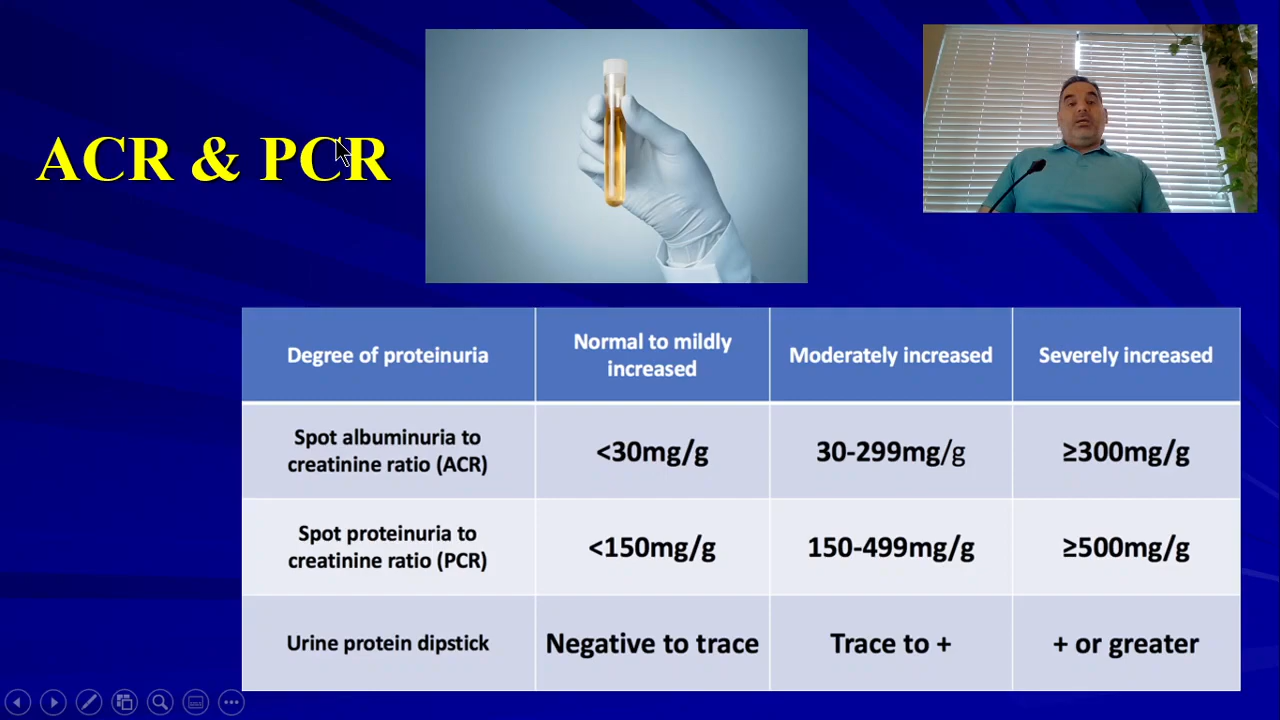 ACR & PCR
Degree of proteinuria
Normal to mildly
increased
Moderately increased
Severely increased
Spot albuminuria to
creatinine ratio (ACR)
<30mg/g
30-299mg/g
≥300mg/g
Spot proteinuria to
creatinine ratio (PCR)
<150mg/g
150-499mg/g
≥500mg/g
Urine protein dipstick
Negative to trace
Trace to +
+ or greater